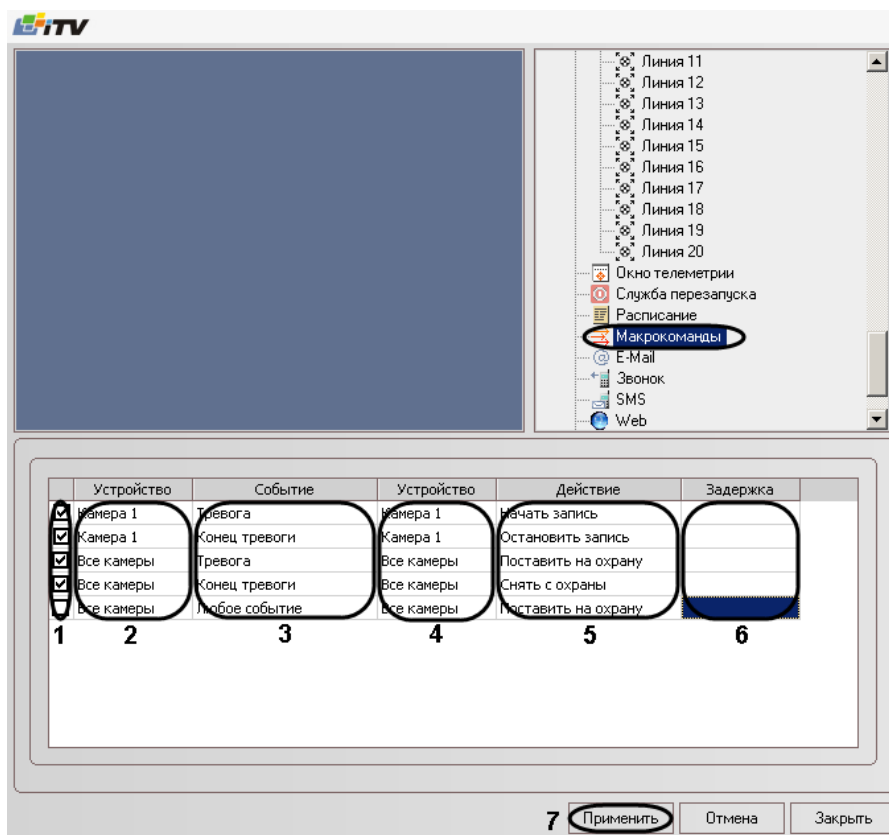 iTV
Линия 11
Линия 12
Линия 13
Линия 14
Линия 15
Линия 16
Линия 17
Линия 18
Линия 19
Линия 20
Окно телеметрии
Служба перезапуска
Расписание
Макрокоманды
E-Mail
Звонок
SMS
Web
Устройство Событие Устройство Действие Задержка
Камера 1 Тревога Камера 1 Начать запись
Камера 1 Конец тревоги Камера 1 Остановить запись
Все камеры Тревога Все камеры Поставить на охрану
Все камеры Конец тревоги Все камеры Снять с охраны
Все камеры Любое событие Все камеры Поставить на охрану
1 2 3 4 5 6
7 Применить Отмена Закрыть